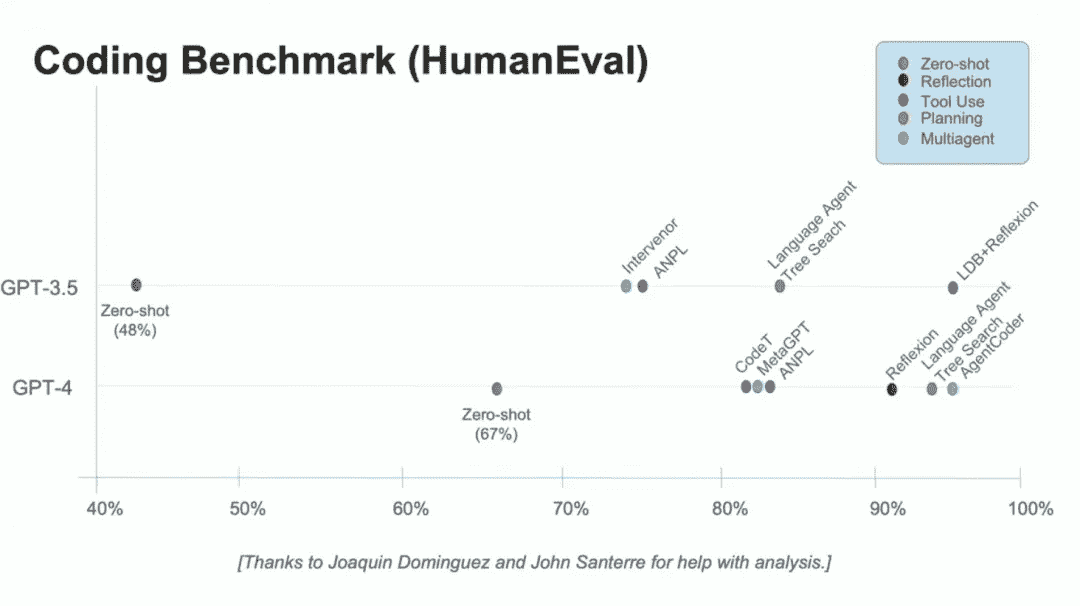 Coding Benchmark (HumanEval)
Zero-shot
Reflection
Tool Use
Planning
Multiagent
GPT-3.5
Zero-shot
(48%)
Intervenor
ANPL
Language Agent
Tree Seach
LDB+Reflexion
GPT-4
Zero-shot
(67%)
CodeT
MetaGPT
ANPL
Reflexion
Language Agent
Tree Search
AgentCoder
40%
50%
60%
70%
80%
90%
100%
[Thanks to Joaquin Dominguez and John Santerre for help with analysis.]